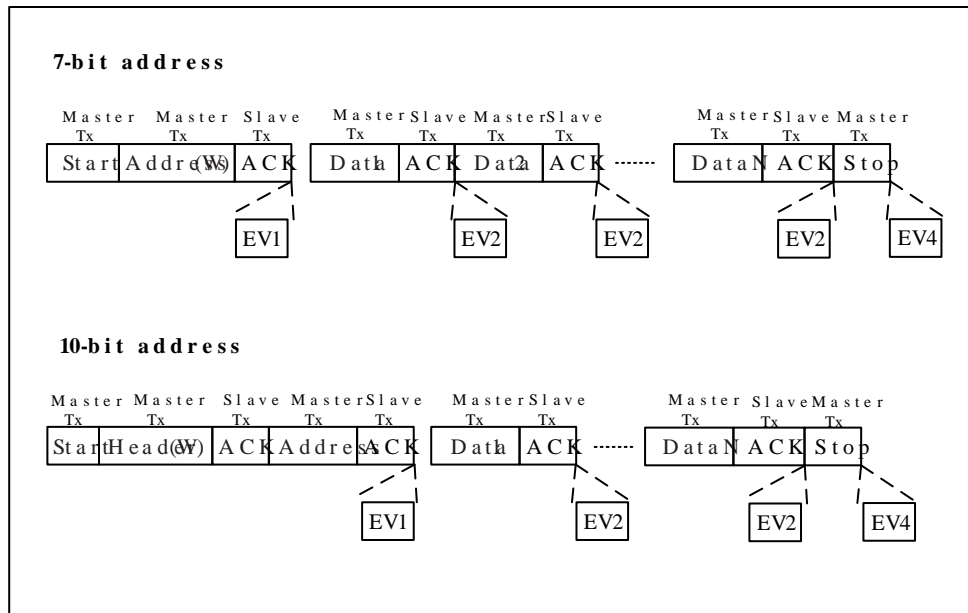 7-bit address
Master Master Slave Master Slave Master Slave Master Slave Master
Tx Tx Tx Tx Tx Tx Tx Tx Tx Tx
Start Address(W) ACK Data1 ACK Data2 ACK DataN ACK Stop
EV1 EV2 EV2 EV2 EV4
10-bit address
Master Master Slave Master Slave Master Slave Master Slave Master
Tx Tx Tx Tx Tx Tx Tx Tx Tx Tx
Start Header(W) ACK Address ACK Data1 ACK DataN ACK Stop
EV1 EV2 EV2 EV4